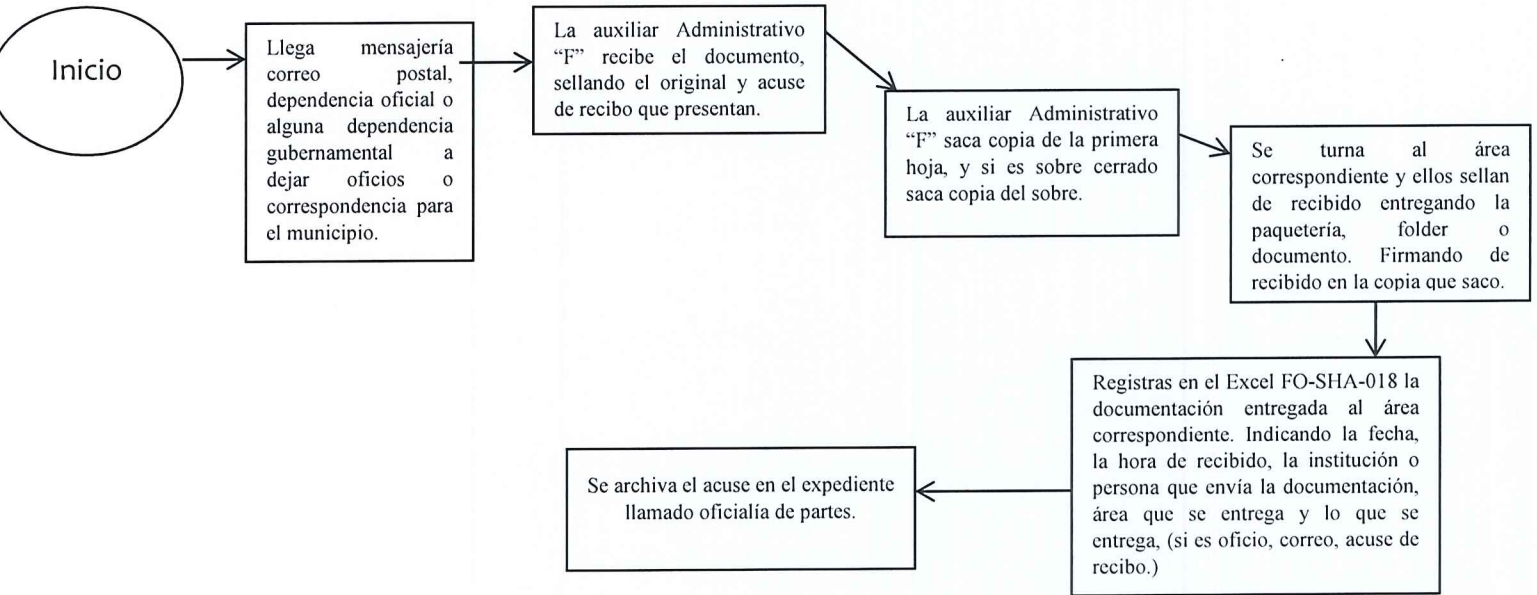 Inicio
Llega mensajería
correo postal,
dependencia oficial o
alguna dependencia
gubernamental a
dejar oficios o
correspondencia para
el municipio.
La auxiliar Administrativo
“F” recibe el documento,
sellando el original y acuse
de recibo que presentan.
La auxiliar Administrativo
“F” saca copia de la primera
hoja, y si es sobre cerrado
saca copia del sobre.
Se turna al área
correspondiente y ellos sellan
de recibido entregando la
paquetería, folder o
documento. Firmando de
recibido en la copia que saco.
Registras en el Excel FO-SHA-018 la
documentación entregada al área
correspondiente. Indicando la fecha,
la hora de recibido, la institución o
persona que envía la documentación,
área que se entrega y lo que se
entrega, (si es oficio, correo, acuse de
recibo.)
Se archiva el acuse en el expediente
llamado oficialía de partes.